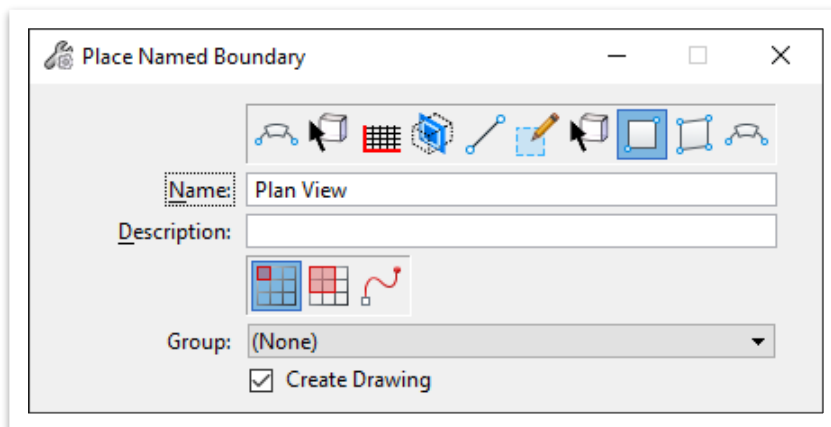 Place Named Boundary
Name: Plan View
Description:
Group: (None)
Create Drawing